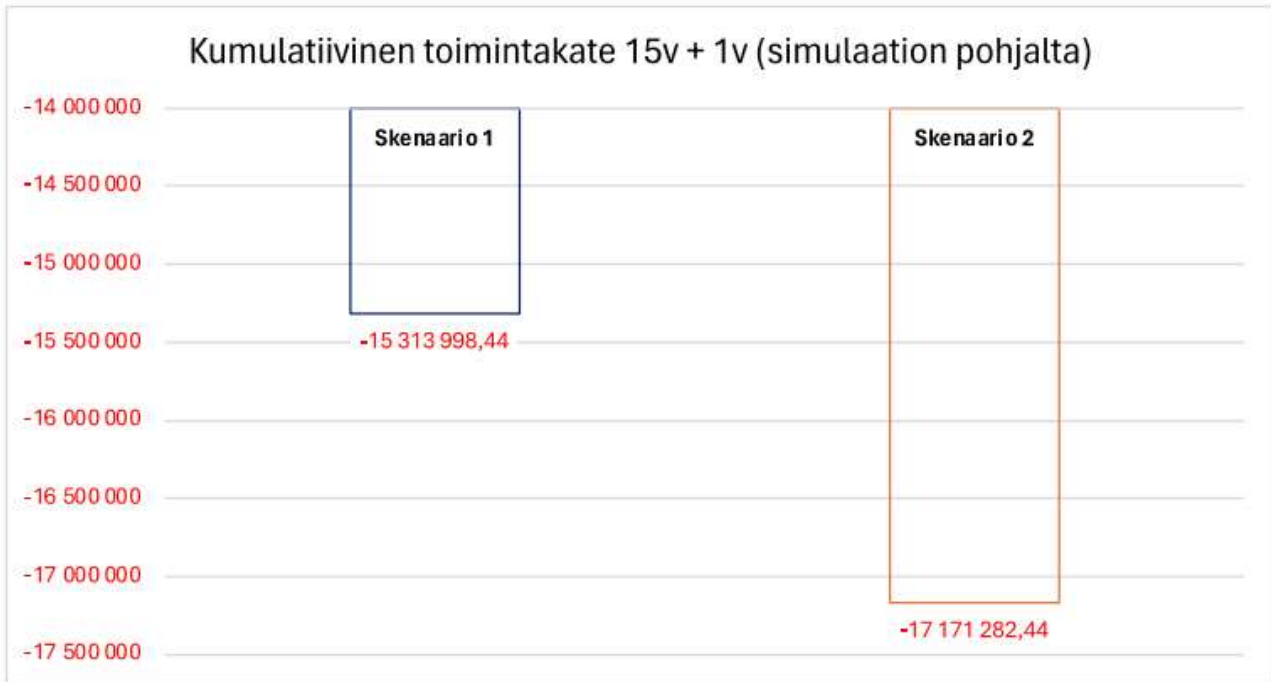 Kumulatiivinen toimintakate 15v + 1v (simulaation pohjalta)
-14 000 000
Skenaario 1
Skenaario 2
-14 500 000
-15 000 000
-15 500 000
-15 313 998,44
-16 000 000
-16 500 000
-17 000 000
-17 171 282,44
-17 500 000